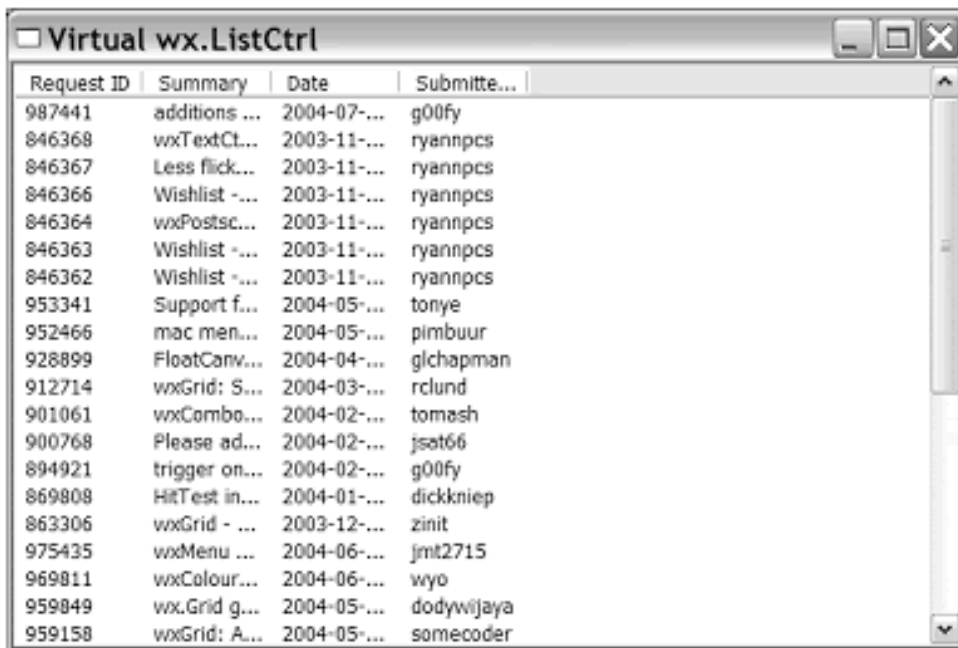 Virtual wx.ListCtrl
Request ID Summary Date Submitte...
987441 additions ... 2004-07-... g00fy
846368 wxTextCt... 2003-11-... ryannpcs
846367 Less flick... 2003-11-... ryannpcs
846366 Wishlist -... 2003-11-... ryannpcs
846364 wxPostsc... 2003-11-... ryannpcs
846363 Wishlist -... 2003-11-... ryannpcs
846362 Wishlist -... 2003-11-... ryannpcs
953341 Support f... 2004-05-... tonye
952466 mac men... 2004-05-... pimbuur
928899 FloatCanv... 2004-04-... glchapman
912714 wxGrid: S... 2004-03-... rclund
901061 wxCombo... 2004-02-... tomash
900768 Please ad... 2004-02-... jsat66
894921 trigger on... 2004-02-... g00fy
869808 HitTest in... 2004-01-... dickkniep
863306 wxGrid - ... 2003-12-... zinit
975435 wxMenu ... 2004-06-... jmt2715
969811 wxColour... 2004-06-... wyo
959849 wx.Grid g... 2004-05-... dodywijaya
959158 wxGrid: A... 2004-05-... somecoder